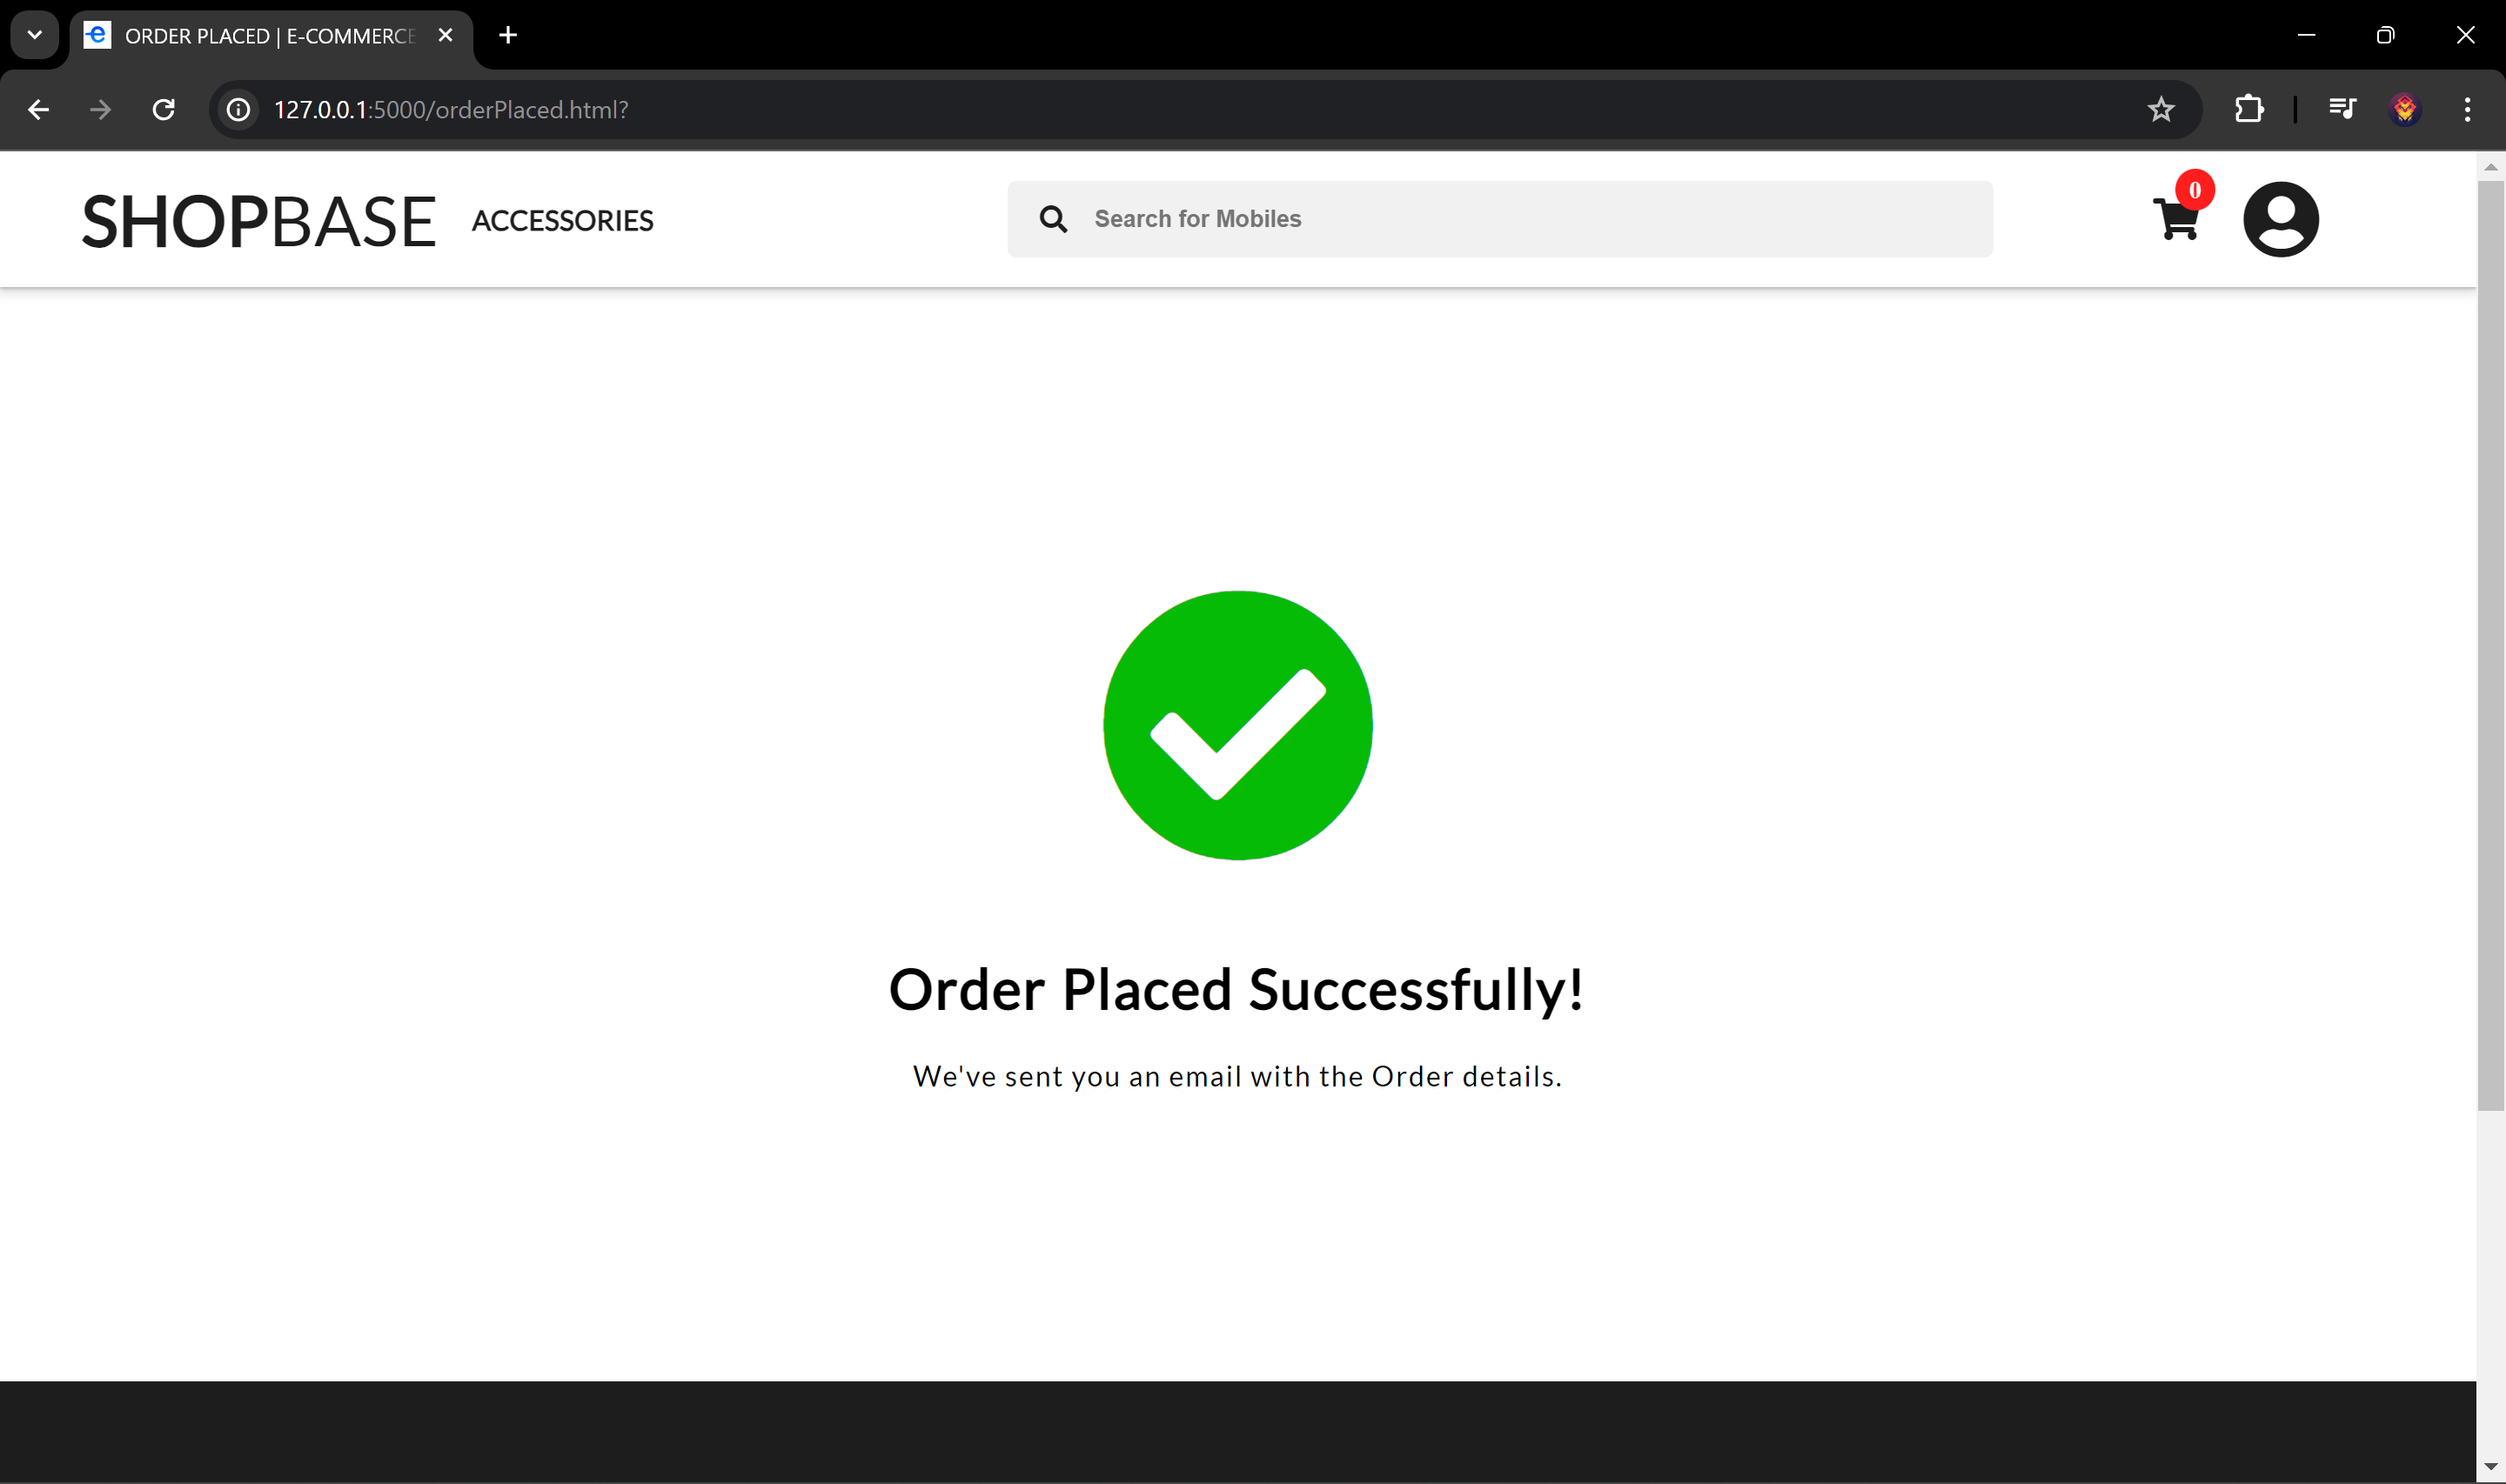 ORDER PLACED | E-COMMERCE
127.0.0.1:5000/orderPlaced.html?
SHOPBASE ACCESSORIES Search for Mobiles 0
Order Placed Successfully!
We've sent you an email with the Order details.